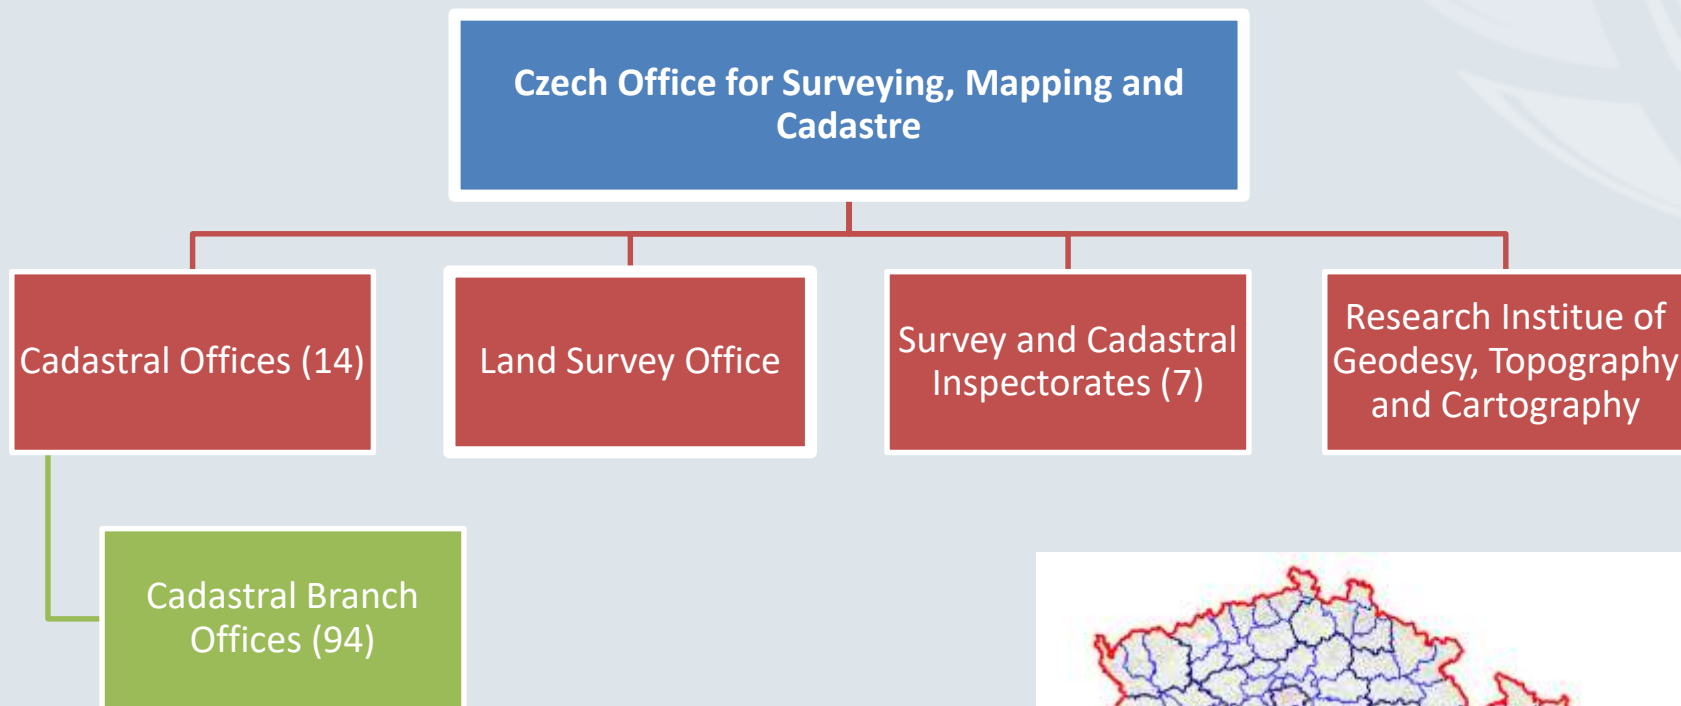 Czech Office for Surveying, Mapping and
Cadastre
Cadastral Offices (14)
Land Survey Office
Survey and Cadastral
Inspectorates (7)
Research Institue of
Geodesy, Topography
and Cartography
Cadastral Branch
Offices (94)